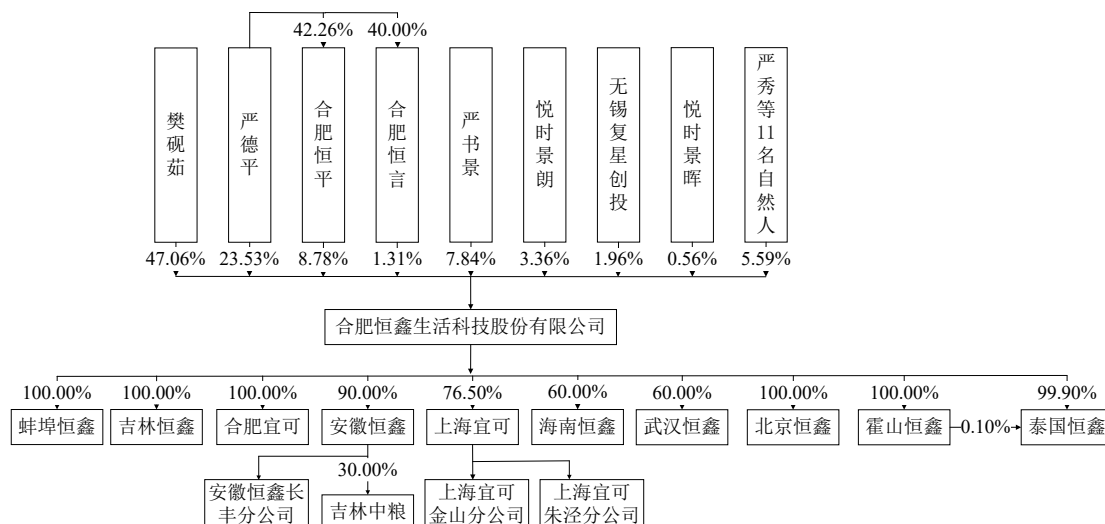 42.26% 40.00%
樊砚茹
严德平
合肥恒平
合肥恒言
严书景
悦时景朗
无锡复星创投
悦时景晖
严秀等11名自然人
47.06% 23.53% 8.78% 1.31% 7.84% 3.36% 1.96% 0.56% 5.59%
合肥恒鑫生活科技股份有限公司
100.00% 100.00% 100.00% 90.00% 76.50% 60.00% 60.00% 100.00% 100.00% 99.90%
蚌埠恒鑫 吉林恒鑫 合肥宜可 安徽恒鑫 上海宜可 海南恒鑫 武汉恒鑫 北京恒鑫 霍山恒鑫 0.10% 泰国恒鑫
30.00%
安徽恒鑫长
丰分公司
吉林中粮
上海宜可
金山分公司
上海宜可
朱泾分公司